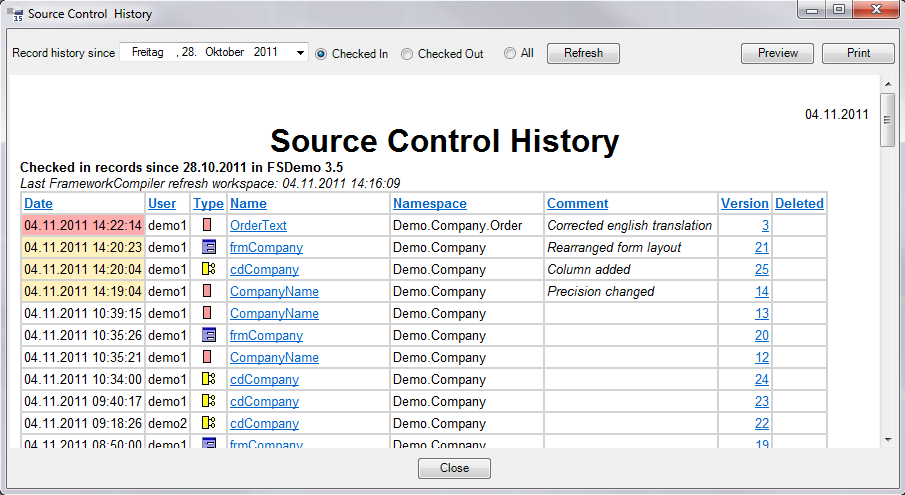 Source Control History
Record history since Freitag , 28. Oktober 2011 Checked In Checked Out All Refresh Preview Print
04.11.2011
Source Control History
Checked in records since 28.10.2011 in FSDemo 3.5
Last FrameworkCompiler refresh workspace: 04.11.2011 14:16:09
Date User Type Name Namespace Comment Version Deleted
04.11.2011 14:22:14 demo1 OrderText Demo.Company.Order Corrected english translation 3
04.11.2011 14:20:23 demo1 frmCompany Demo.Company Rearranged form layout 21
04.11.2011 14:20:04 demo1 cdCompany Demo.Company Column added 25
04.11.2011 14:19:04 demo1 CompanyName Demo.Company Precision changed 14
04.11.2011 10:39:15 demo1 CompanyName Demo.Company 13
04.11.2011 10:35:26 demo1 frmCompany Demo.Company 20
04.11.2011 10:35:21 demo1 CompanyName Demo.Company 12
04.11.2011 10:34:00 demo1 cdCompany Demo.Company 24
04.11.2011 09:40:17 demo1 cdCompany Demo.Company 23
04.11.2011 09:18:26 demo2 cdCompany Demo.Company 22
04.11.2011 08:50:00 demo1 frmCompany Demo.Company 19
Close